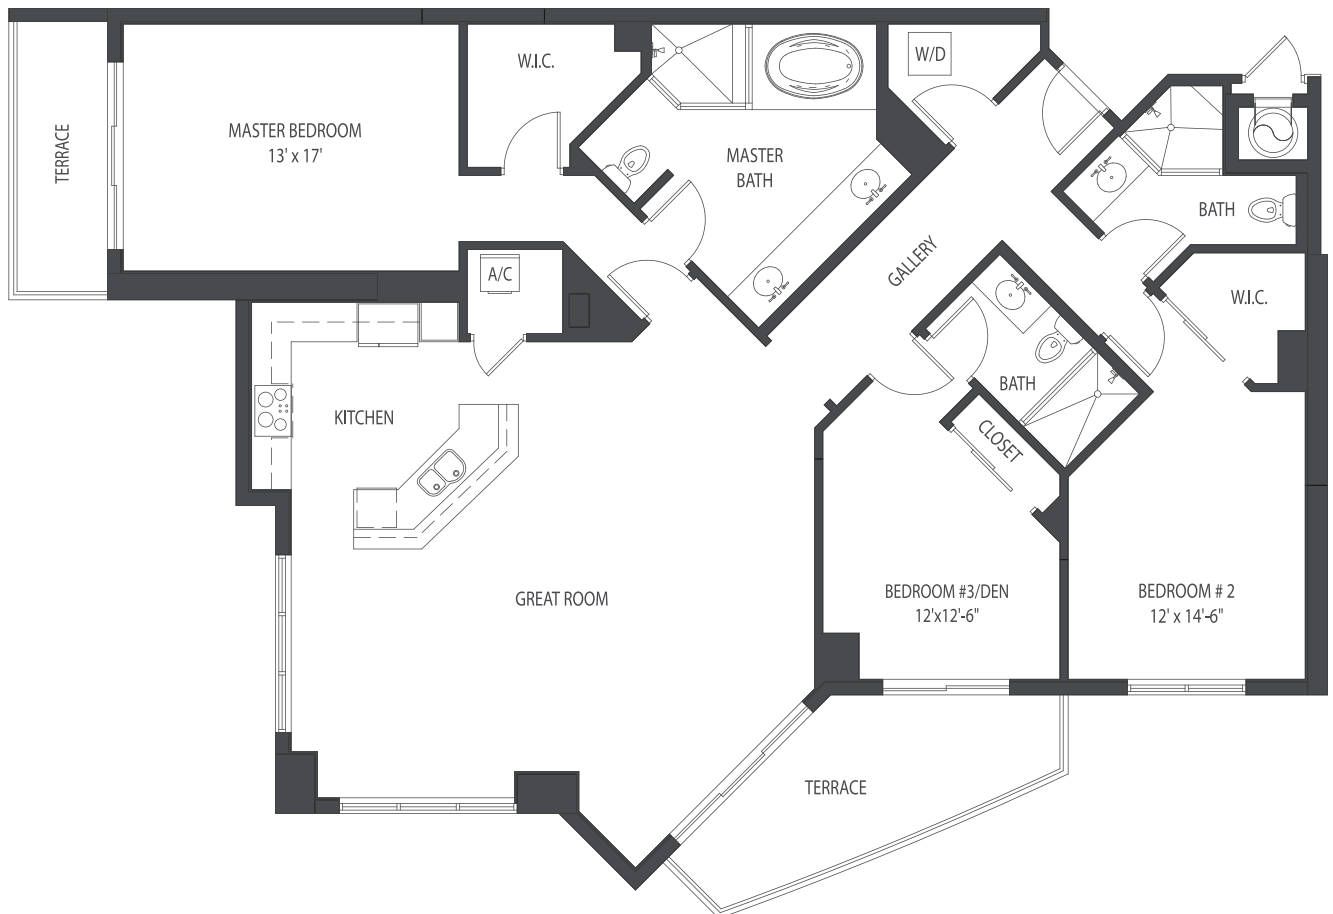 W.I.C.
W/D
TERRACE
MASTER BEDROOM
13' x 17'
MASTER
BATH
BATH
GALLERY
A/C
W.I.C.
BATH
KITCHEN
CLOSET
GREAT ROOM
BEDROOM #3/DEN
12'x12'-6"
BEDROOM # 2
12' x 14'-6"
TERRACE